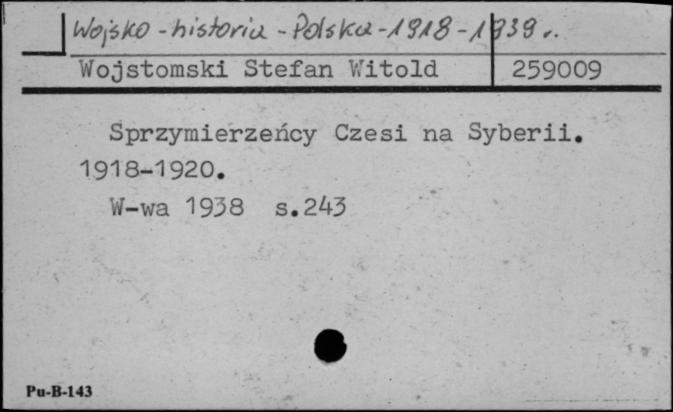 Wojsko - historia - Polska - 1918 - 1939 r.
Wojstomski Stefan Witold 259009
Sprzymierzeńcy Czesi na Syberii.
1918-1920.
W-wa 1938 s.243
Pu-B-143